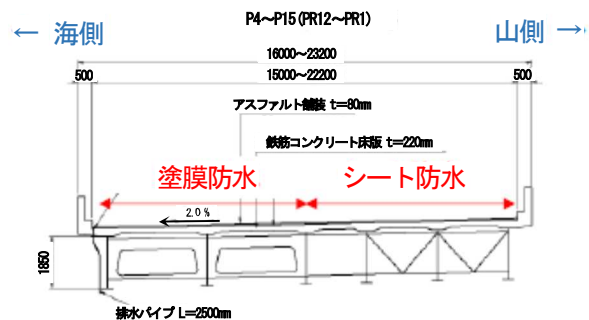 P4～P15(PR12～PR1)
← 海側
山側 →
16000～23200
500
15000～22200
500
アスファルト舗装 t=80mm
鉄筋コンクリート床版 t=220mm
塗膜防水
シート防水
2.0%
1850
排水パイプ L=2500mm